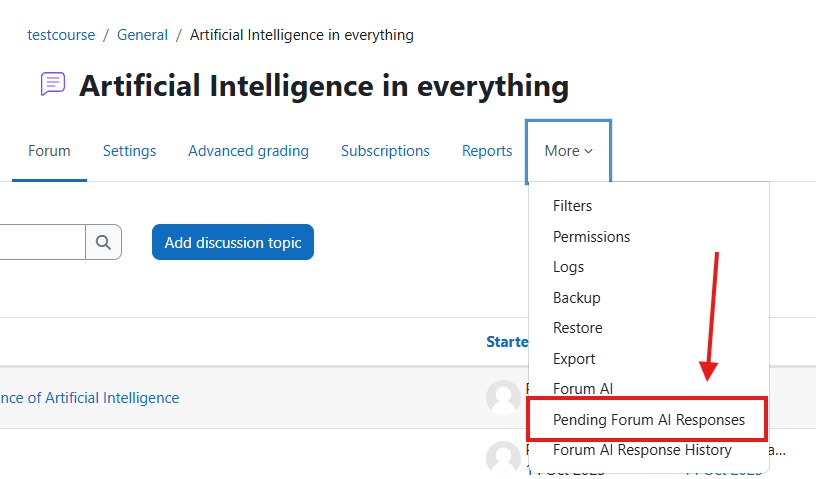 testcourse / General / Artificial Intelligence in everything
Artificial Intelligence in everything
Forum Settings Advanced grading Subscriptions Reports More
Filters
Permissions
Add discussion topic
Logs
Backup
Restore
Export
Forum AI
Pending Forum AI Responses
Forum AI Response History
Starte
nce of Artificial Intelligence